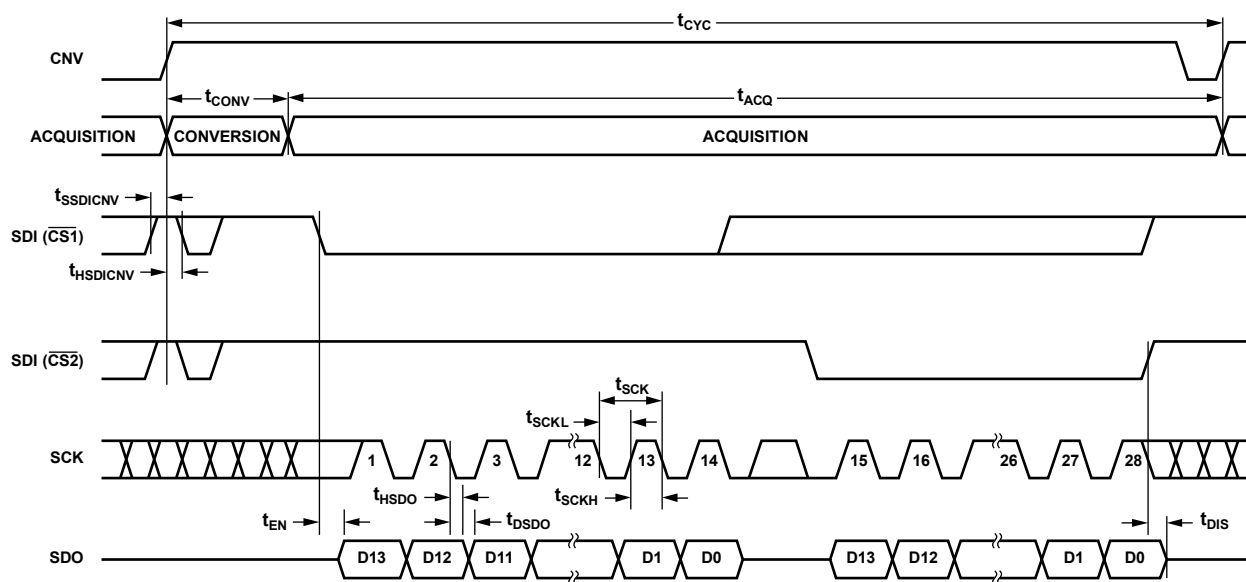 tCYC
CNV
tCONV
tACQ
ACQUISITION
CONVERSION
ACQUISITION
tSSDICNV
SDI (CS1)
tHSDICNV
SDI (CS2)
tSCK
tSCKL
SCK
1 2 3 12 13 14 15 16 26 27 28
tHSDO
tSCKH
tEN
tDSDO
tDIS
SDO
D13 D12 D11 D1 D0 D13 D12 D1 D0